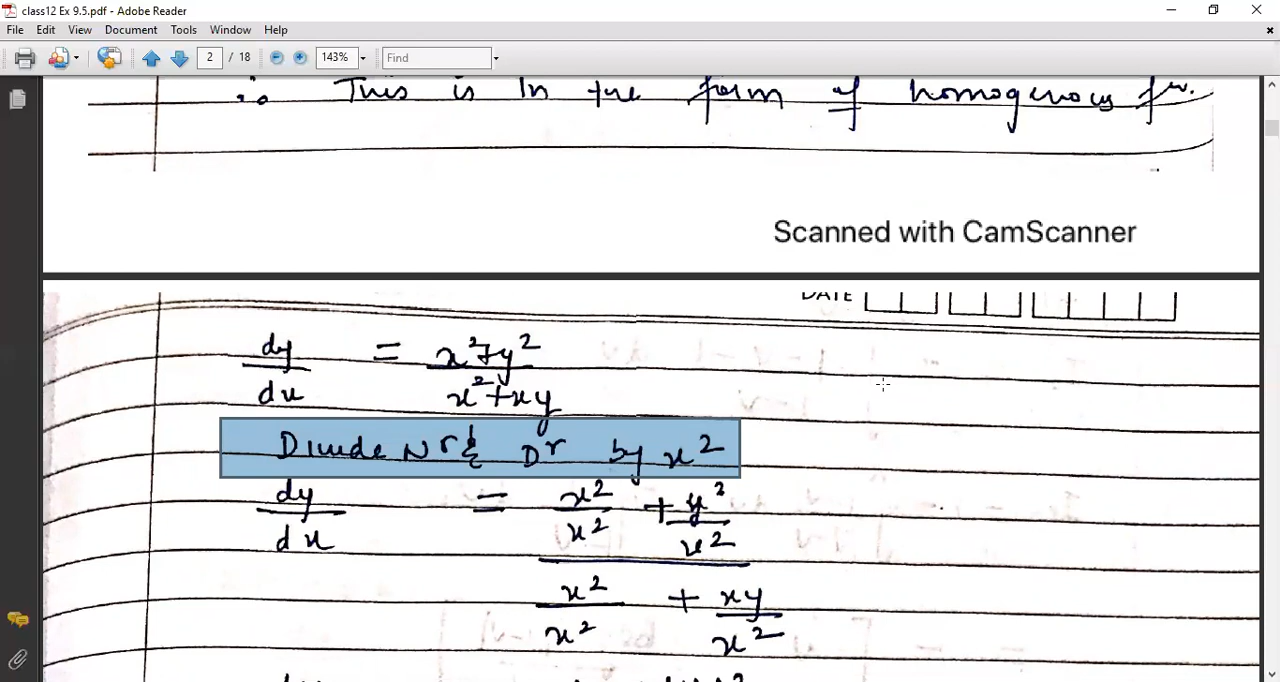 class12 Ex 9.5.pdf - Adobe Reader
File Edit View Document Tools Window Help
2 / 18 143% Find
∴ This is In the form of homogenous fn.
Scanned with CamScanner
DATE
dy/dx = x²+y² / x²+xy
Divide Nr & Dr by x²
dy/dx = x²/x² + y²/x²
x²/x² + xy/x²